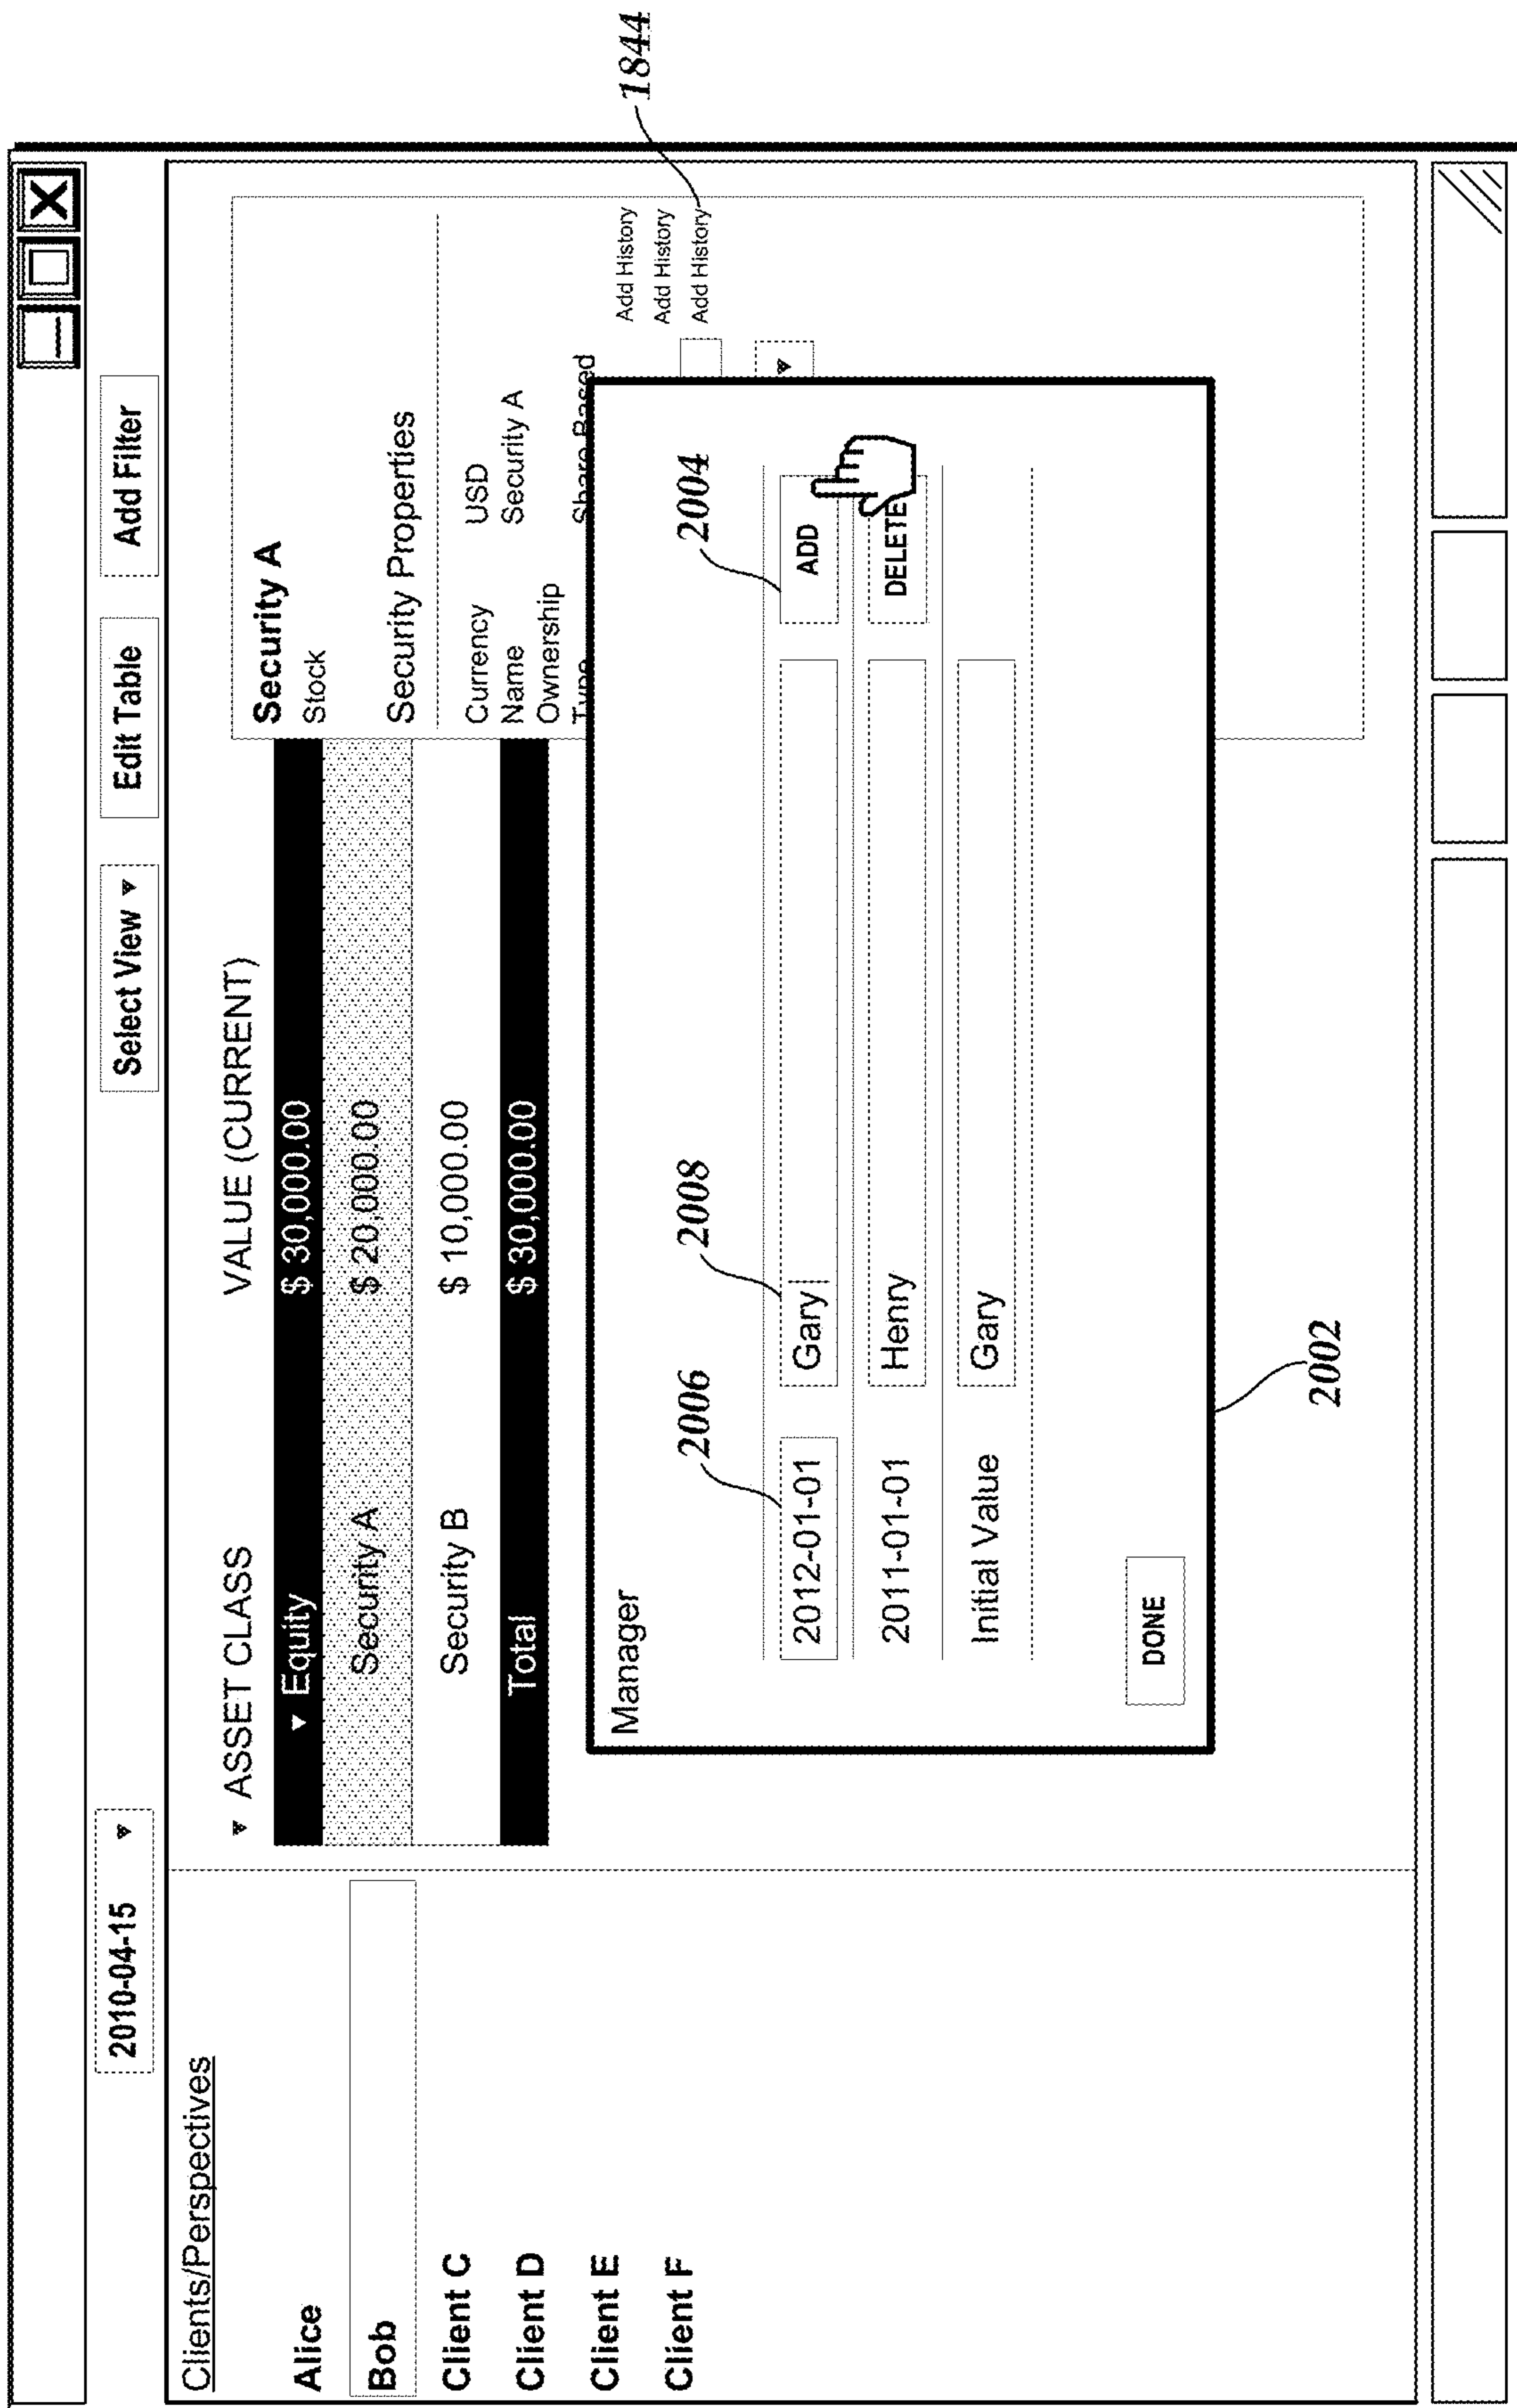 2010-04-15 ▼
Select View ▼
Edit Table
Add Filter
Clients/Perspectives
Alice
Bob
Client C
Client D
Client E
Client F
▼ ASSET CLASS VALUE (CURRENT)
▼ Equity $ 30,000.00
Security A $ 20,000.00
Security B $ 10,000.00
Total $ 30,000.00
Security A
Stock
Security Properties
Currency USD
Name Security A
Ownership
Type Share Based
Add History
Add History
Add History
1844
Manager
2006
2008
2004
2012-01-01 Gary ADD
2011-01-01 Henry DELETE
Initial Value Gary
DONE
2002